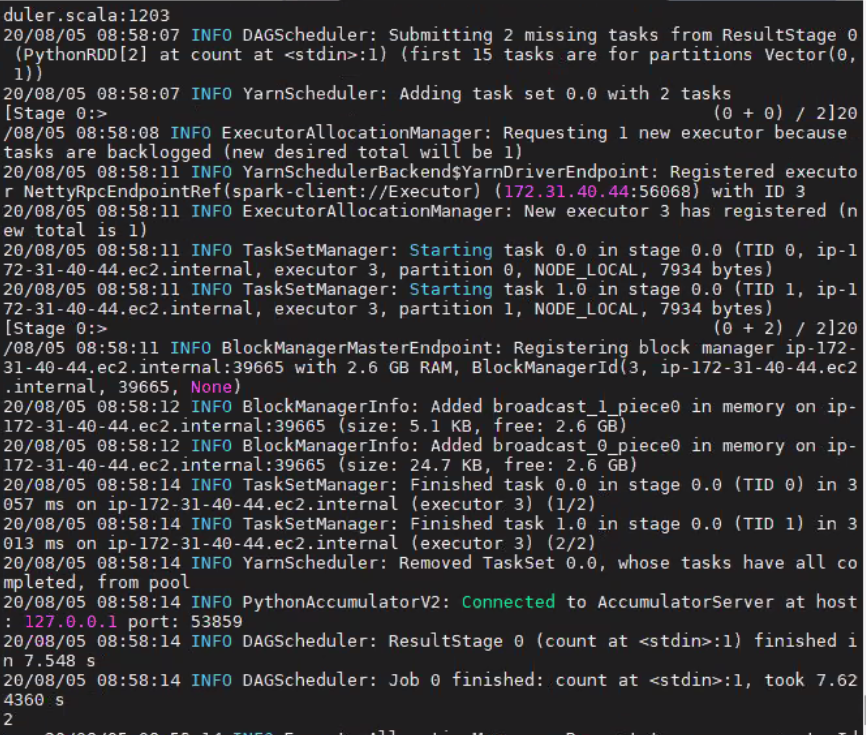 duler.scala:1203
20/08/05 08:58:07 INFO DAGScheduler: Submitting 2 missing tasks from ResultStage 0
 (PythonRDD[2] at count at <stdin>:1) (first 15 tasks are for partitions Vector(0,
 1))
20/08/05 08:58:07 INFO YarnScheduler: Adding task set 0.0 with 2 tasks
[Stage 0:>                                                          (0 + 0) / 2]20
/08/05 08:58:08 INFO ExecutorAllocationManager: Requesting 1 new executor because
tasks are backlogged (new desired total will be 1)
20/08/05 08:58:11 INFO YarnSchedulerBackend$YarnDriverEndpoint: Registered executo
r NettyRpcEndpointRef(spark-client://Executor) (172.31.40.44:56068) with ID 3
20/08/05 08:58:11 INFO ExecutorAllocationManager: New executor 3 has registered (n
ew total is 1)
20/08/05 08:58:11 INFO TaskSetManager: Starting task 0.0 in stage 0.0 (TID 0, ip-1
72-31-40-44.ec2.internal, executor 3, partition 0, NODE_LOCAL, 7934 bytes)
20/08/05 08:58:11 INFO TaskSetManager: Starting task 1.0 in stage 0.0 (TID 1, ip-1
72-31-40-44.ec2.internal, executor 3, partition 1, NODE_LOCAL, 7934 bytes)
[Stage 0:>                                                          (0 + 2) / 2]20
/08/05 08:58:11 INFO BlockManagerMasterEndpoint: Registering block manager ip-172-
31-40-44.ec2.internal:39665 with 2.6 GB RAM, BlockManagerId(3, ip-172-31-40-44.ec2
.internal, 39665, None)
20/08/05 08:58:12 INFO BlockManagerInfo: Added broadcast_1_piece0 in memory on ip-
172-31-40-44.ec2.internal:39665 (size: 5.1 KB, free: 2.6 GB)
20/08/05 08:58:12 INFO BlockManagerInfo: Added broadcast_0_piece0 in memory on ip-
172-31-40-44.ec2.internal:39665 (size: 24.7 KB, free: 2.6 GB)
20/08/05 08:58:14 INFO TaskSetManager: Finished task 0.0 in stage 0.0 (TID 0) in 3
057 ms on ip-172-31-40-44.ec2.internal (executor 3) (1/2)
20/08/05 08:58:14 INFO TaskSetManager: Finished task 1.0 in stage 0.0 (TID 1) in 3
013 ms on ip-172-31-40-44.ec2.internal (executor 3) (2/2)
20/08/05 08:58:14 INFO YarnScheduler: Removed TaskSet 0.0, whose tasks have all co
mpleted, from pool
20/08/05 08:58:14 INFO PythonAccumulatorV2: Connected to AccumulatorServer at host
: 127.0.0.1 port: 53859
20/08/05 08:58:14 INFO DAGScheduler: ResultStage 0 (count at <stdin>:1) finished i
n 7.548 s
20/08/05 08:58:14 INFO DAGScheduler: Job 0 finished: count at <stdin>:1, took 7.62
4360 s
2